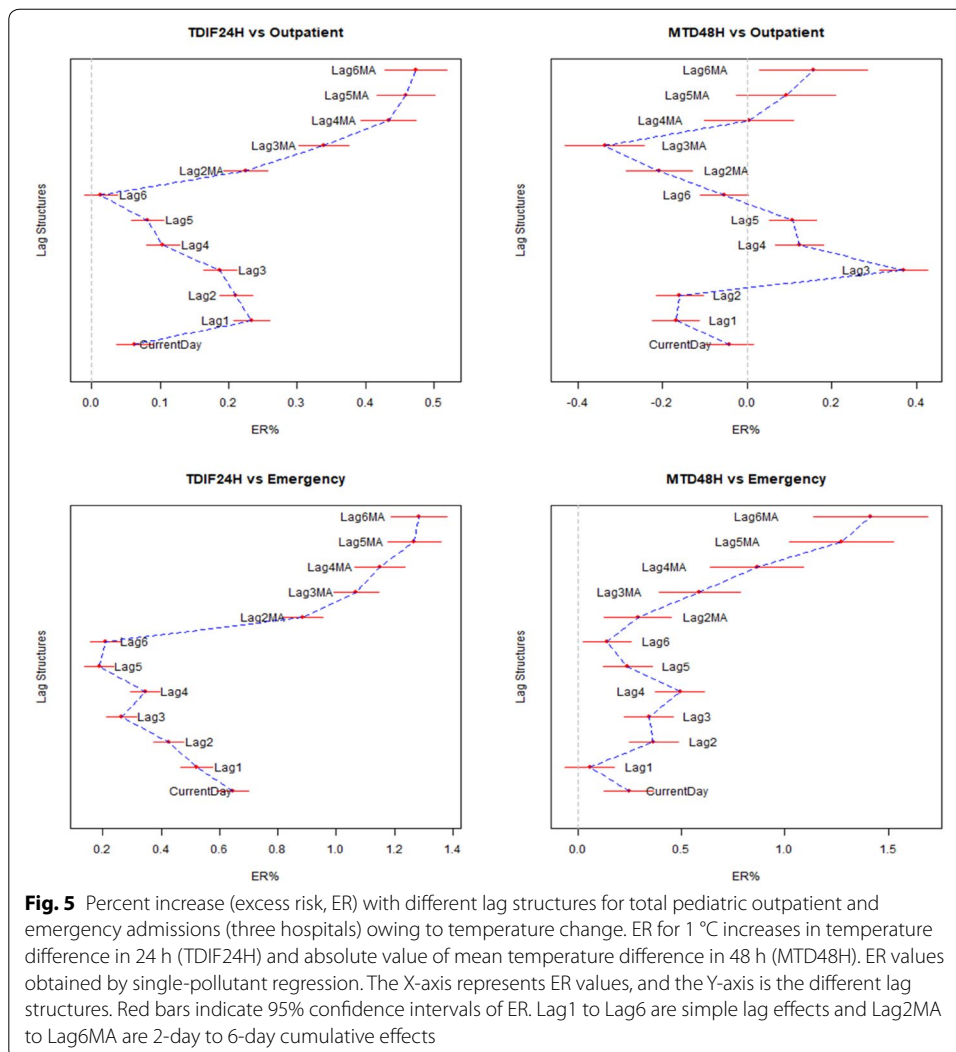 TDIF24H vs Outpatient
Lag Structures
Lag6MA
Lag5MA
Lag4MA
Lag3MA
Lag2MA
Lag6
Lag5
Lag4
Lag3
Lag2
Lag1
CurrentDay
0.0 0.1 0.2 0.3 0.4 0.5
ER%
MTD48H vs Outpatient
Lag Structures
Lag6MA
Lag5MA
Lag4MA
Lag3MA
Lag2MA
Lag6
Lag5
Lag4
Lag3
Lag2
Lag1
CurrentDay
-0.4 -0.2 0.0 0.2 0.4
ER%
TDIF24H vs Emergency
Lag Structures
Lag6MA
Lag5MA
Lag4MA
Lag3MA
Lag2MA
Lag6
Lag5
Lag4
Lag3
Lag2
Lag1
CurrentDay
0.2 0.4 0.6 0.8 1.0 1.2 1.4
ER%
MTD48H vs Emergency
Lag Structures
Lag6MA
Lag5MA
Lag4MA
Lag3MA
Lag2MA
Lag6
Lag5
Lag4
Lag3
Lag2
Lag1
CurrentDay
0.0 0.5 1.0 1.5
ER%
Fig. 5 Percent increase (excess risk, ER) with different lag structures for total pediatric outpatient and
emergency admissions (three hospitals) owing to temperature change. ER for 1 °C increases in temperature
difference in 24 h (TDIF24H) and absolute value of mean temperature difference in 48 h (MTD48H). ER values
obtained by single-pollutant regression. The X-axis represents ER values, and the Y-axis is the different lag
structures. Red bars indicate 95% confidence intervals of ER. Lag1 to Lag6 are simple lag effects and Lag2MA
to Lag6MA are 2-day to 6-day cumulative effects